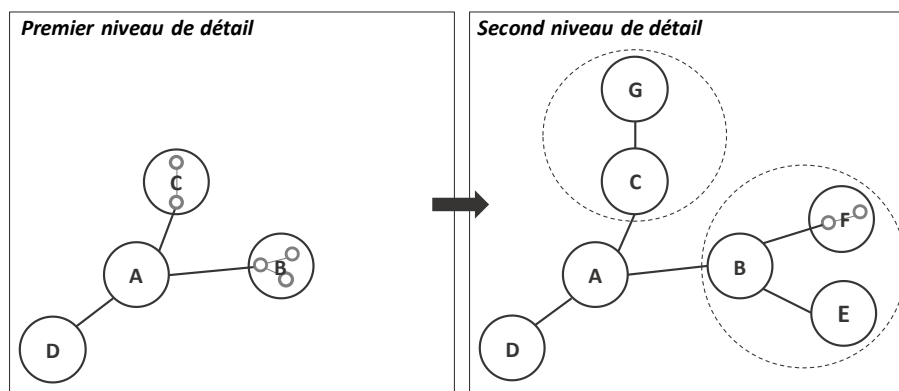 Premier niveau de détail
C
A
B
D
Second niveau de détail
G
C
F
A
B
E
D